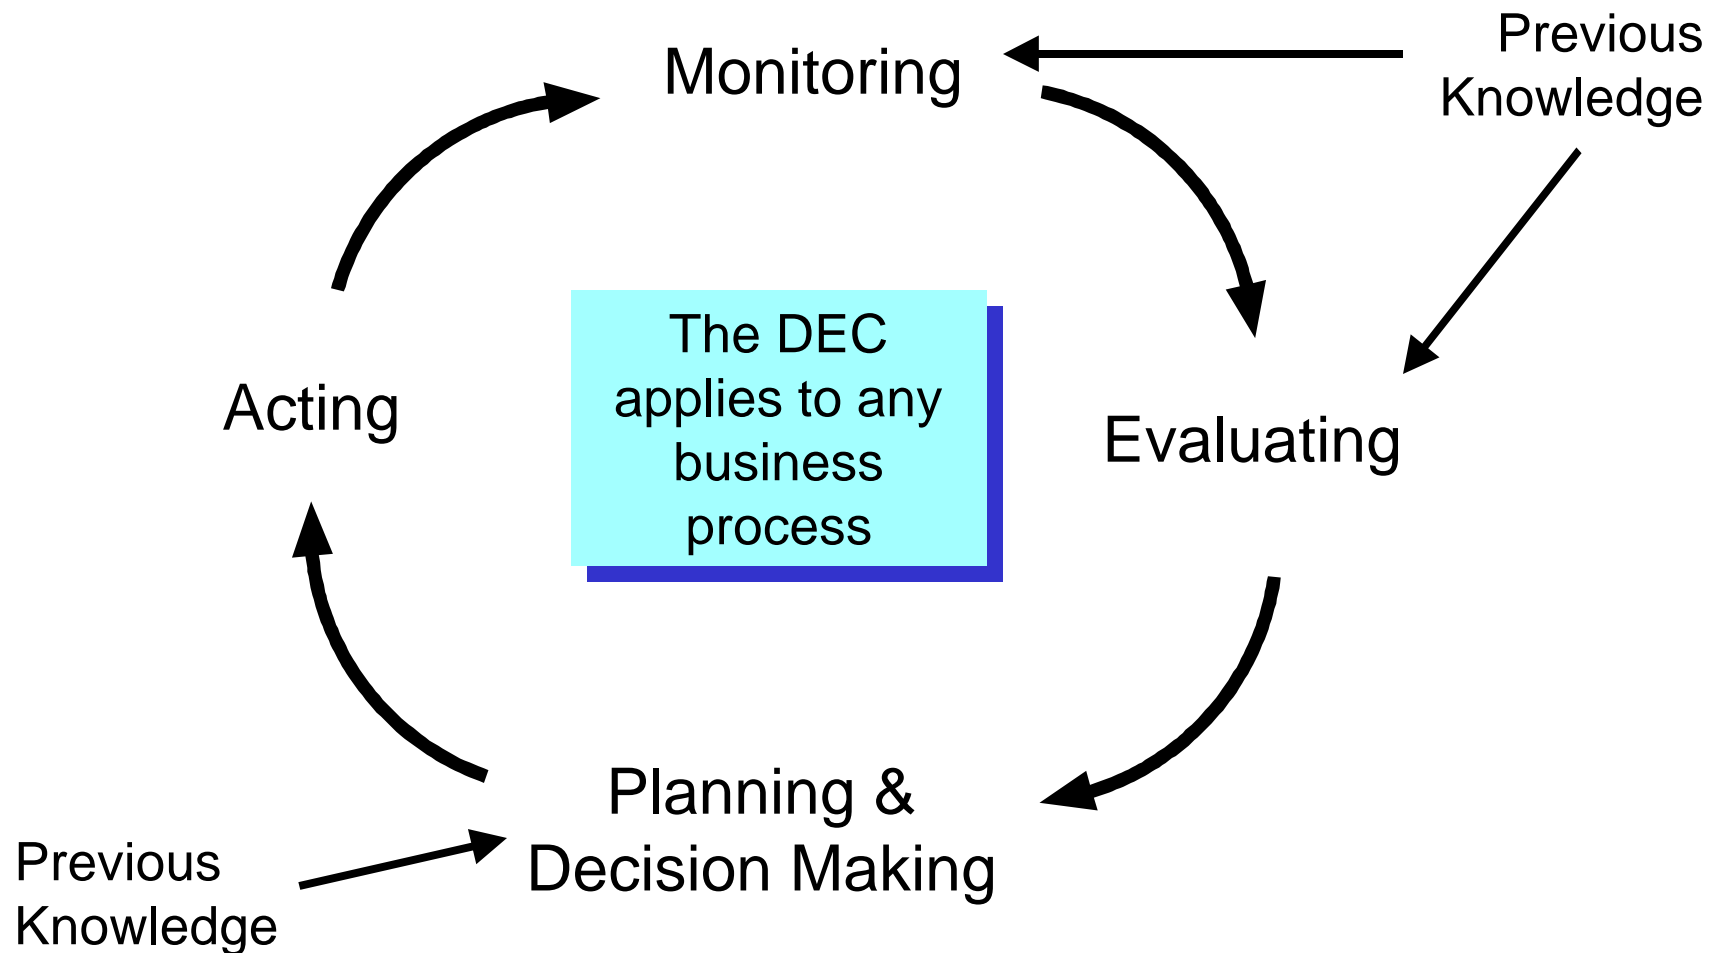 Monitoring
Previous
Knowledge
The DEC
applies to any
business
process
Acting
Evaluating
Planning &
Decision Making
Previous
Knowledge